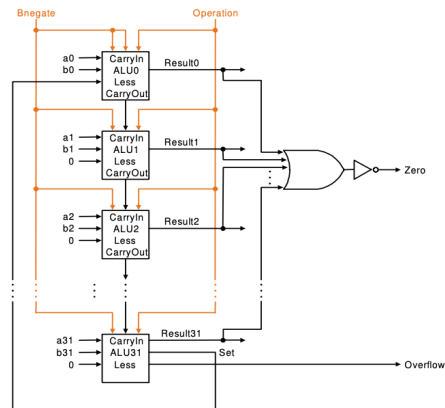 Bnegate Operation
a0 CarryIn Result0
b0 ALU0
Less
CarryOut
a1 CarryIn Result1
b1 ALU1
0 Less
CarryOut
Zero
a2 CarryIn Result2
b2 ALU2
0 Less
CarryOut
a31 CarryIn Result31
b31 ALU31 Set
0 Less Overflow